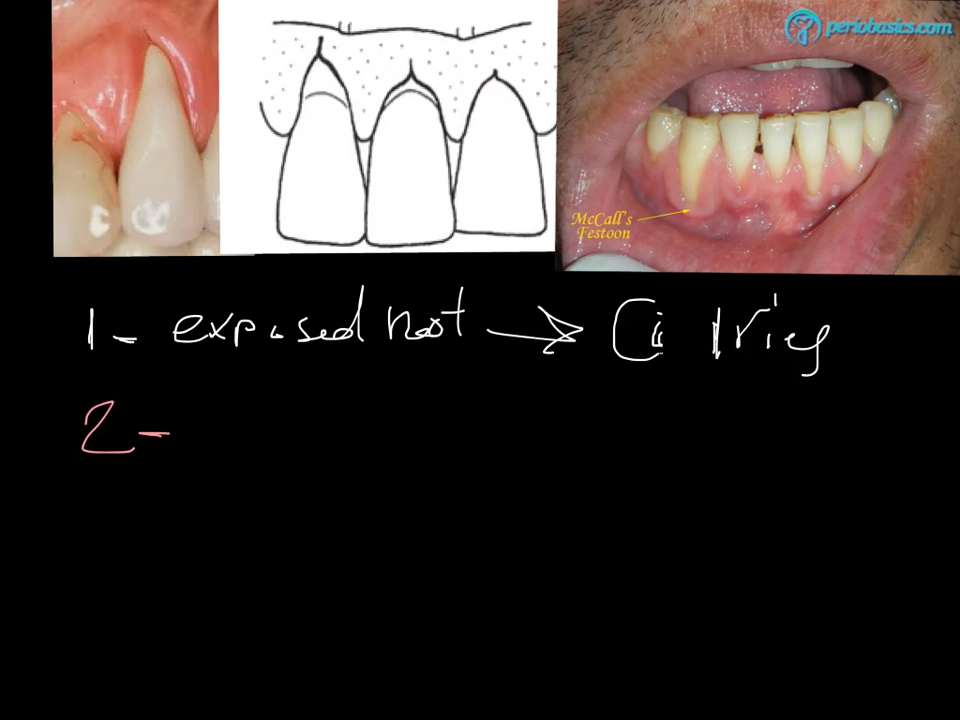 periobasics.com
McCall's
Festoon
1- exposed root →
2-